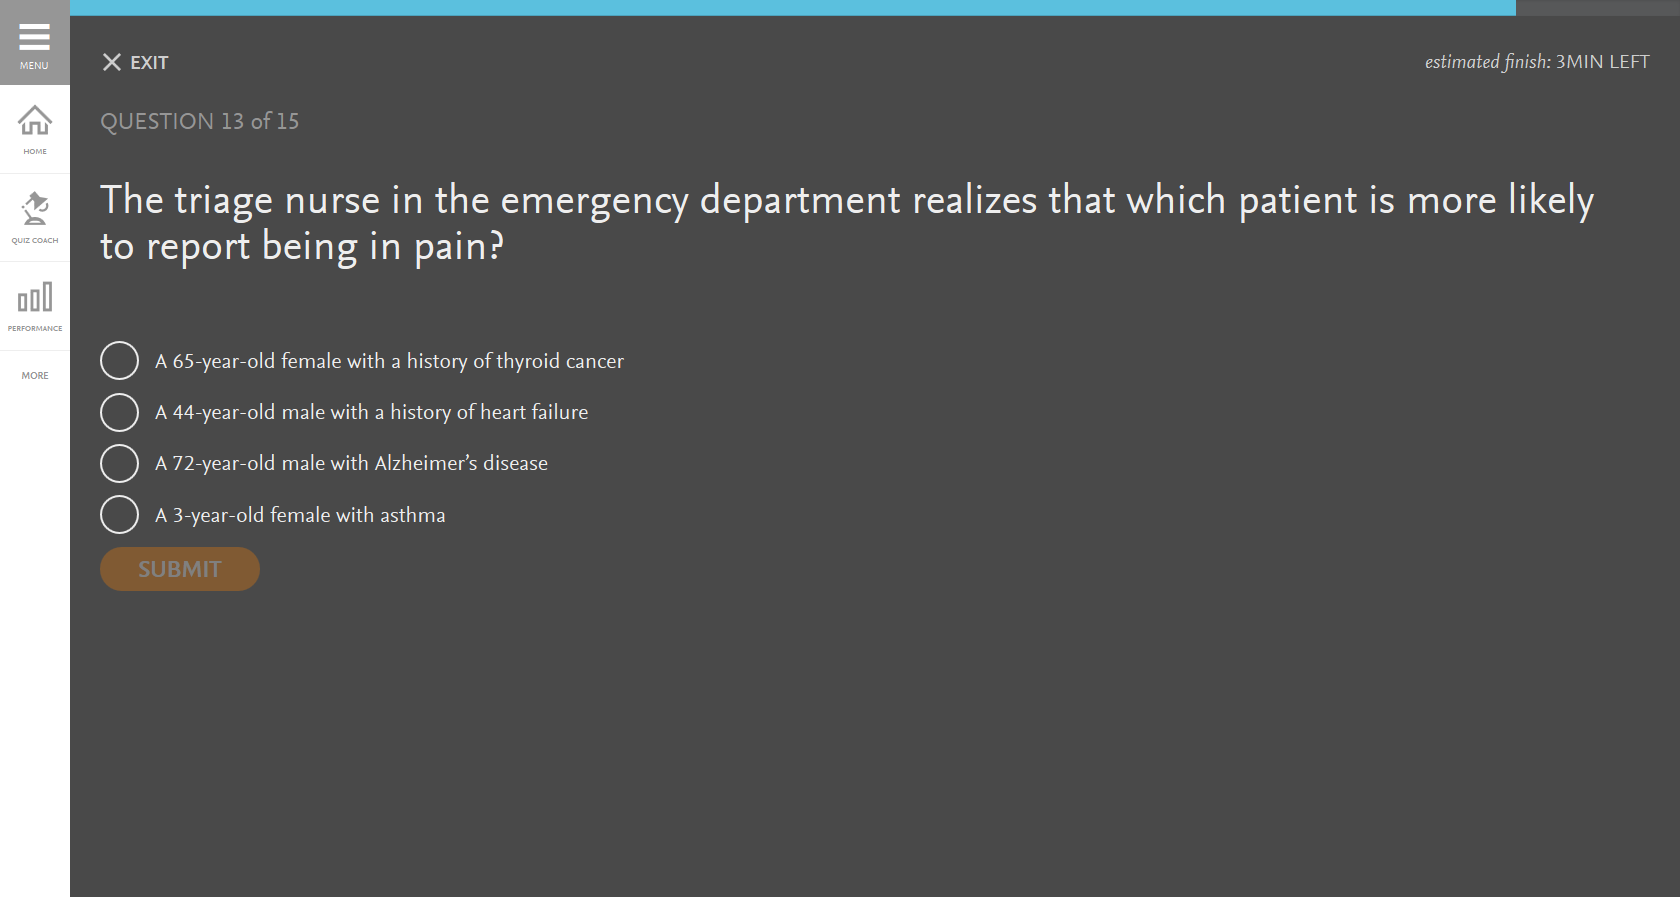 MENU
HOME
QUIZ COACH
PERFORMANCE
MORE
EXIT
estimated finish: 3MIN LEFT
QUESTION 13 of 15
The triage nurse in the emergency department realizes that which patient is more likely
to report being in pain?
A 65-year-old female with a history of thyroid cancer
A 44-year-old male with a history of heart failure
A 72-year-old male with Alzheimer’s disease
A 3-year-old female with asthma
SUBMIT